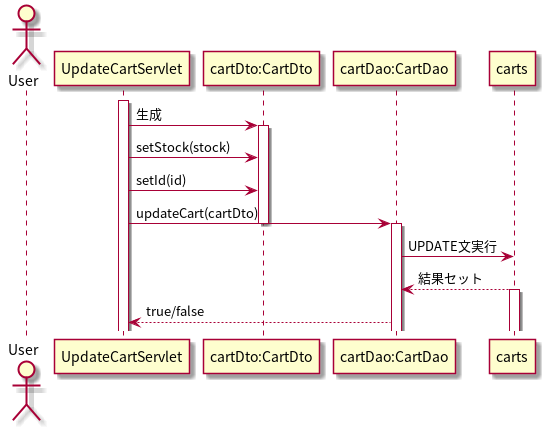 User
UpdateCartServlet
cartDto:CartDto
cartDao:CartDao
carts
生成
setStock(stock)
setId(id)
updateCart(cartDto)
UPDATE文実行
結果セット
true/false
User
UpdateCartServlet
cartDto:CartDto
cartDao:CartDao
carts